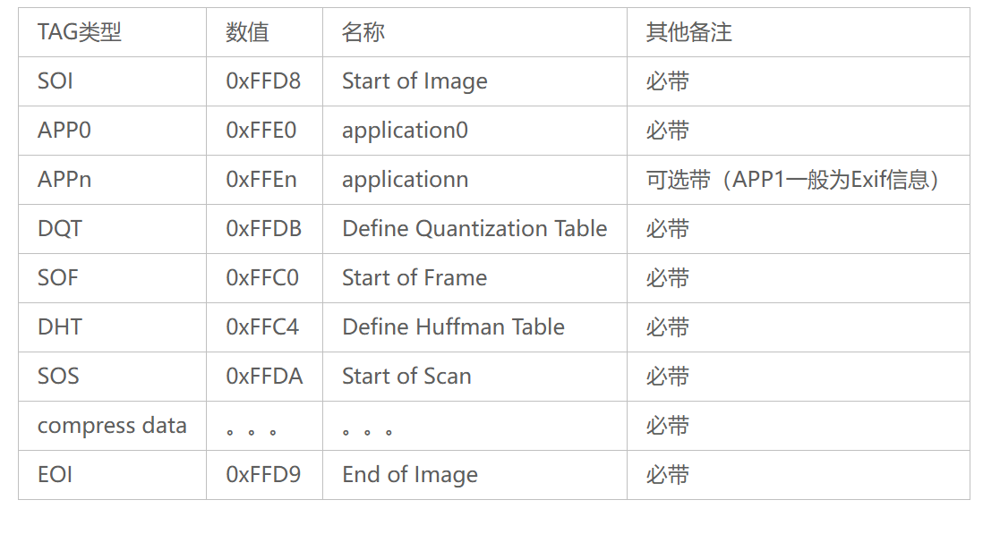 TAG类型 数值 名称 其他备注
SOI 0xFFD8 Start of Image 必带
APP0 0xFFE0 application0 必带
APPn 0xFFEn applicationn 可选带（APP1一般为Exif信息）
DQT 0xFFDB Define Quantization Table 必带
SOF 0xFFC0 Start of Frame 必带
DHT 0xFFC4 Define Huffman Table 必带
SOS 0xFFDA Start of Scan 必带
compress data 。。。 。。。 必带
EOI 0xFFD9 End of Image 必带